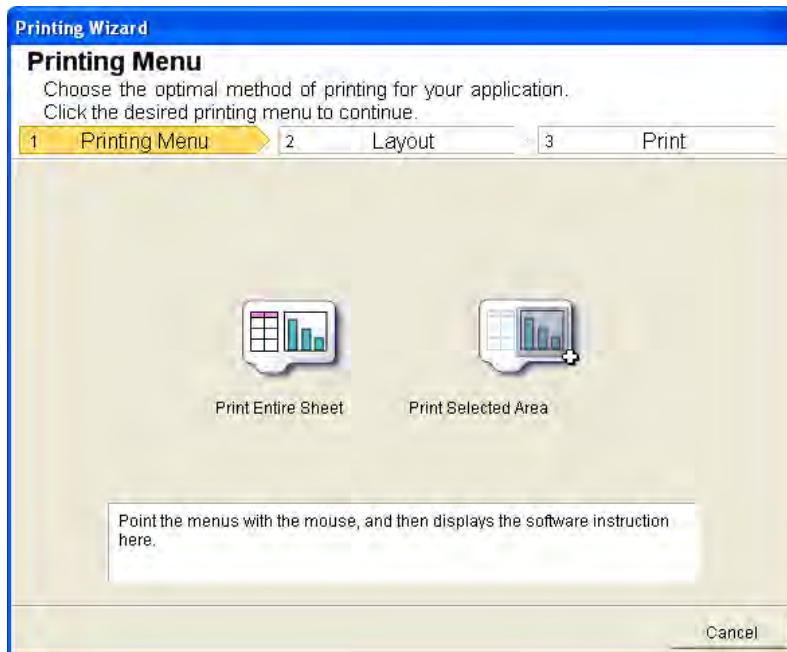 Printing Wizard
Printing Menu
Choose the optimal method of printing for your application.
Click the desired printing menu to continue.
1 Printing Menu 2 Layout 3 Print
Print Entire Sheet Print Selected Area
Point the menus with the mouse, and then displays the software instruction
here.
Cancel